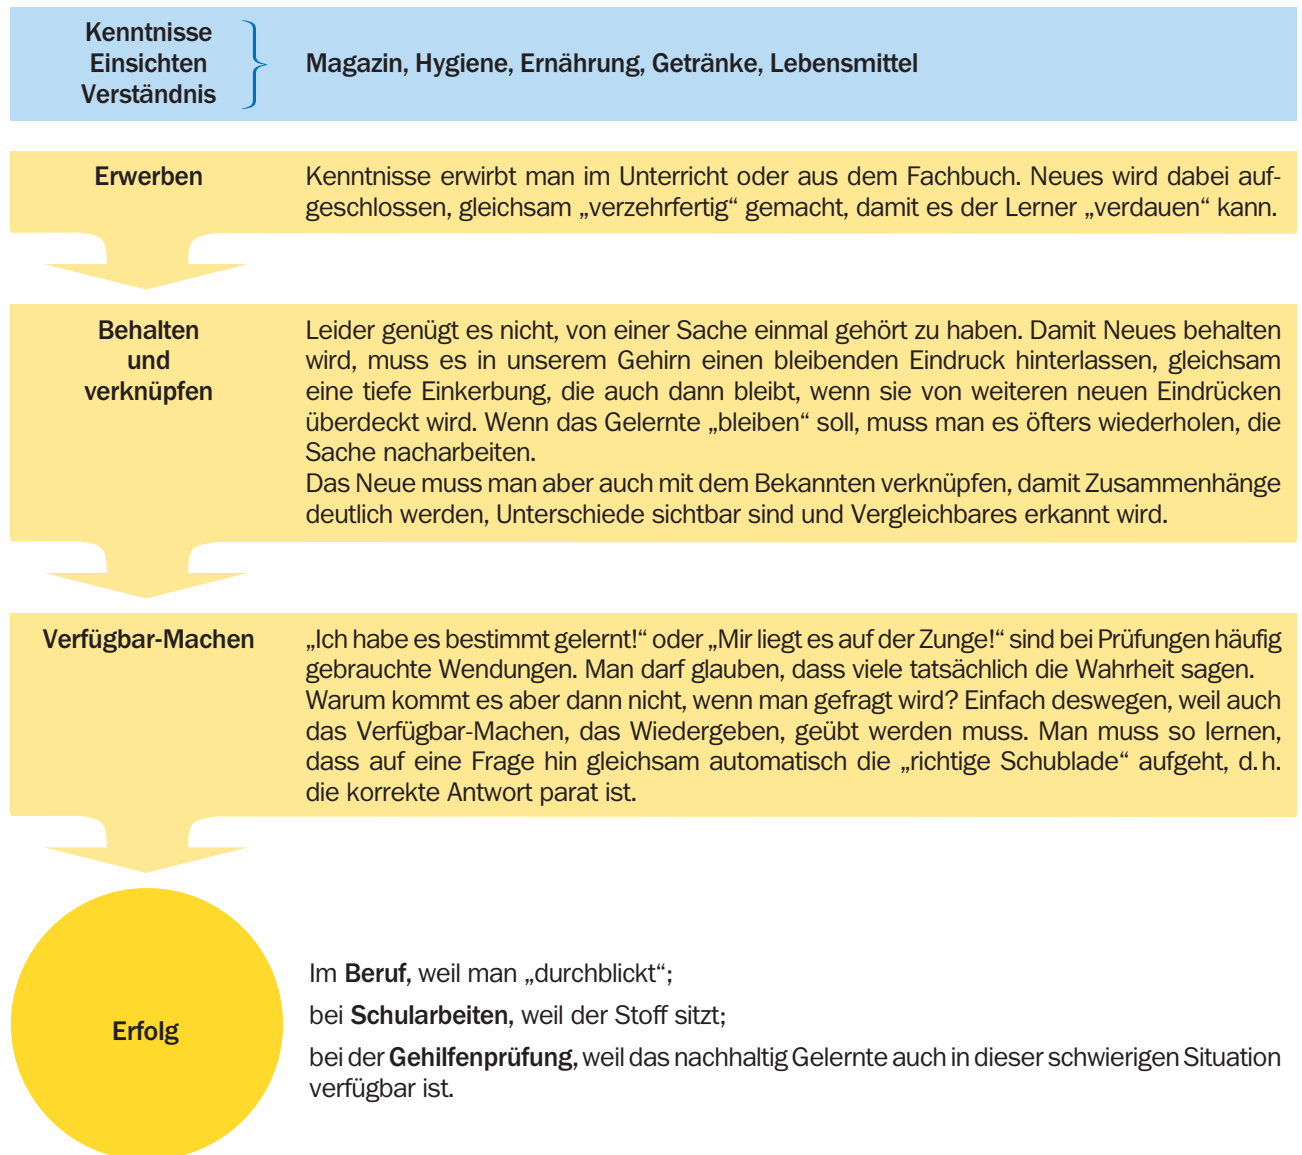 Kenntnisse
Einsichten
Verständnis
Magazin, Hygiene, Ernährung, Getränke, Lebensmittel
Erwerben
Kenntnisse erwirbt man im Unterricht oder aus dem Fachbuch. Neues wird dabei auf-
geschlossen, gleichsam „verzehrfertig“ gemacht, damit es der Lerner „verdauen“ kann.
Behalten
und
verknüpfen
Leider genügt es nicht, von einer Sache einmal gehört zu haben. Damit Neues behalten
wird, muss es in unserem Gehirn einen bleibenden Eindruck hinterlassen, gleichsam
eine tiefe Einkerbung, die auch dann bleibt, wenn sie von weiteren neuen Eindrücken
überdeckt wird. Wenn das Gelernte „bleiben“ soll, muss man es öfters wiederholen, die
Sache nacharbeiten.
Das Neue muss man aber auch mit dem Bekannten verknüpfen, damit Zusammenhänge
deutlich werden, Unterschiede sichtbar sind und Vergleichbares erkannt wird.
Verfügbar-Machen
„Ich habe es bestimmt gelernt!“ oder „Mir liegt es auf der Zunge!“ sind bei Prüfungen häufig
gebrauchte Wendungen. Man darf glauben, dass viele tatsächlich die Wahrheit sagen.
Warum kommt es aber dann nicht, wenn man gefragt wird? Einfach deswegen, weil auch
das Verfügbar-Machen, das Wiedergeben, geübt werden muss. Man muss so lernen,
dass auf eine Frage hin gleichsam automatisch die „richtige Schublade“ aufgeht, d. h.
die korrekte Antwort parat ist.
Erfolg
Im Beruf, weil man „durchblickt“;
bei Schularbeiten, weil der Stoff sitzt;
bei der Gehilfenprüfung, weil das nachhaltig Gelernte auch in dieser schwierigen Situation
verfügbar ist.